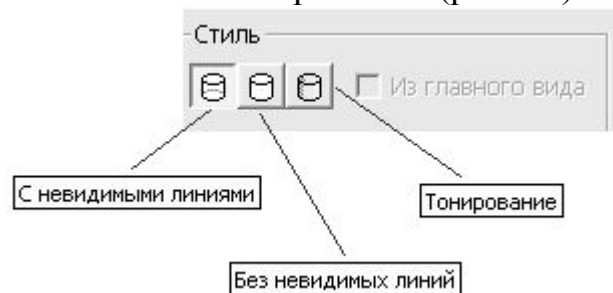 Стиль
Из главного вида
С невидимыми линиями
Тонирование
Без невидимых линий